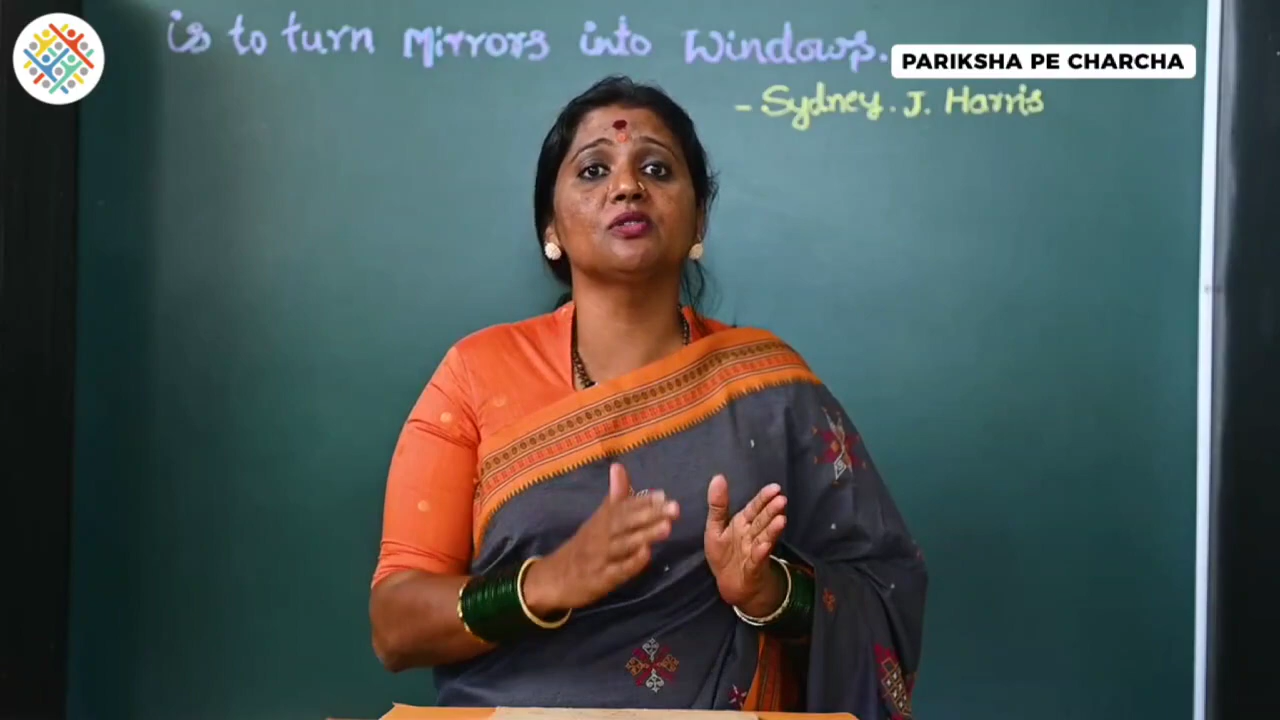 is to turn Mirrors into Windows.
PARIKSHA PE CHARCHA
- Sydney. J. Harris